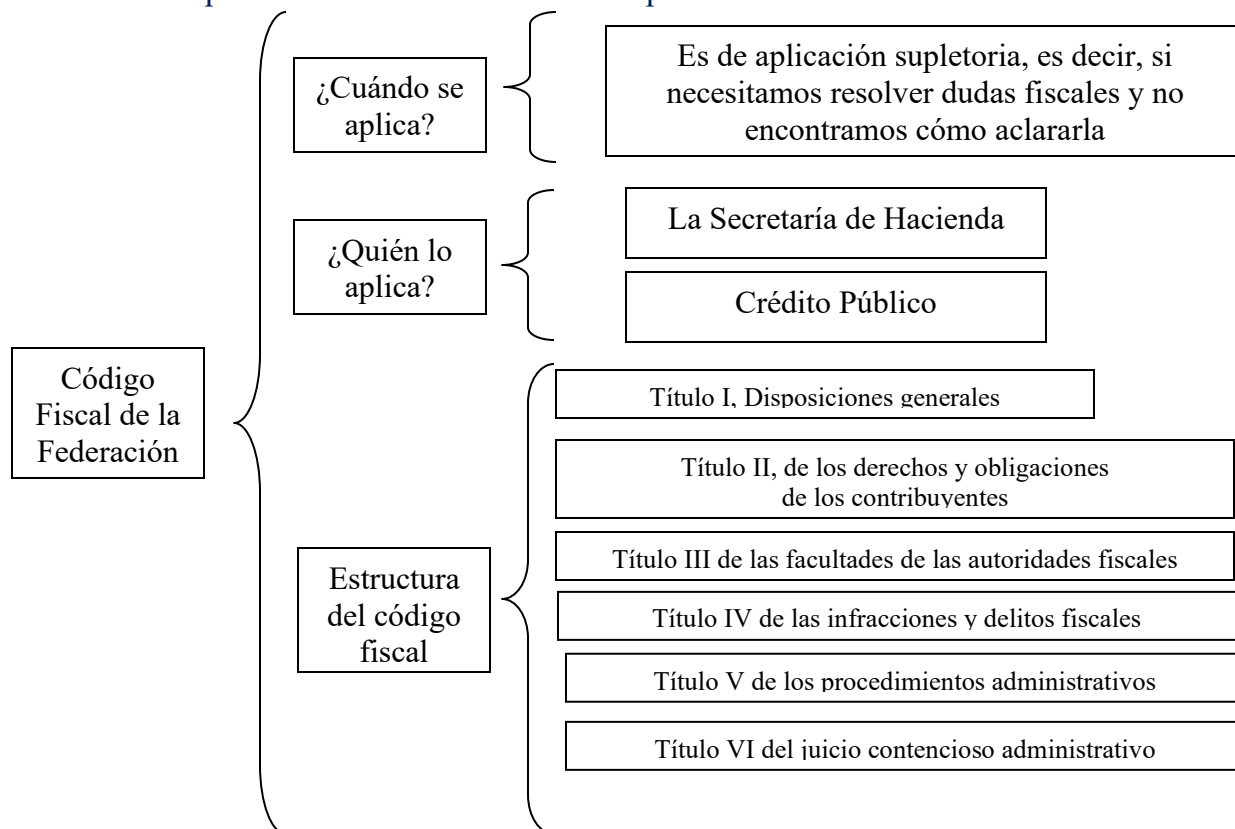 ¿Cuándo se
aplica?
Es de aplicación supletoria, es decir, si
necesitamos resolver dudas fiscales y no
encontramos cómo aclararla
¿Quién lo
aplica?
La Secretaría de Hacienda
Crédito Público
Código
Fiscal de la
Federación
Estructura
del código
fiscal
Título I, Disposiciones generales
Título II, de los derechos y obligaciones
de los contribuyentes
Título III de las facultades de las autoridades fiscales
Título IV de las infracciones y delitos fiscales
Título V de los procedimientos administrativos
Título VI del juicio contencioso administrativo